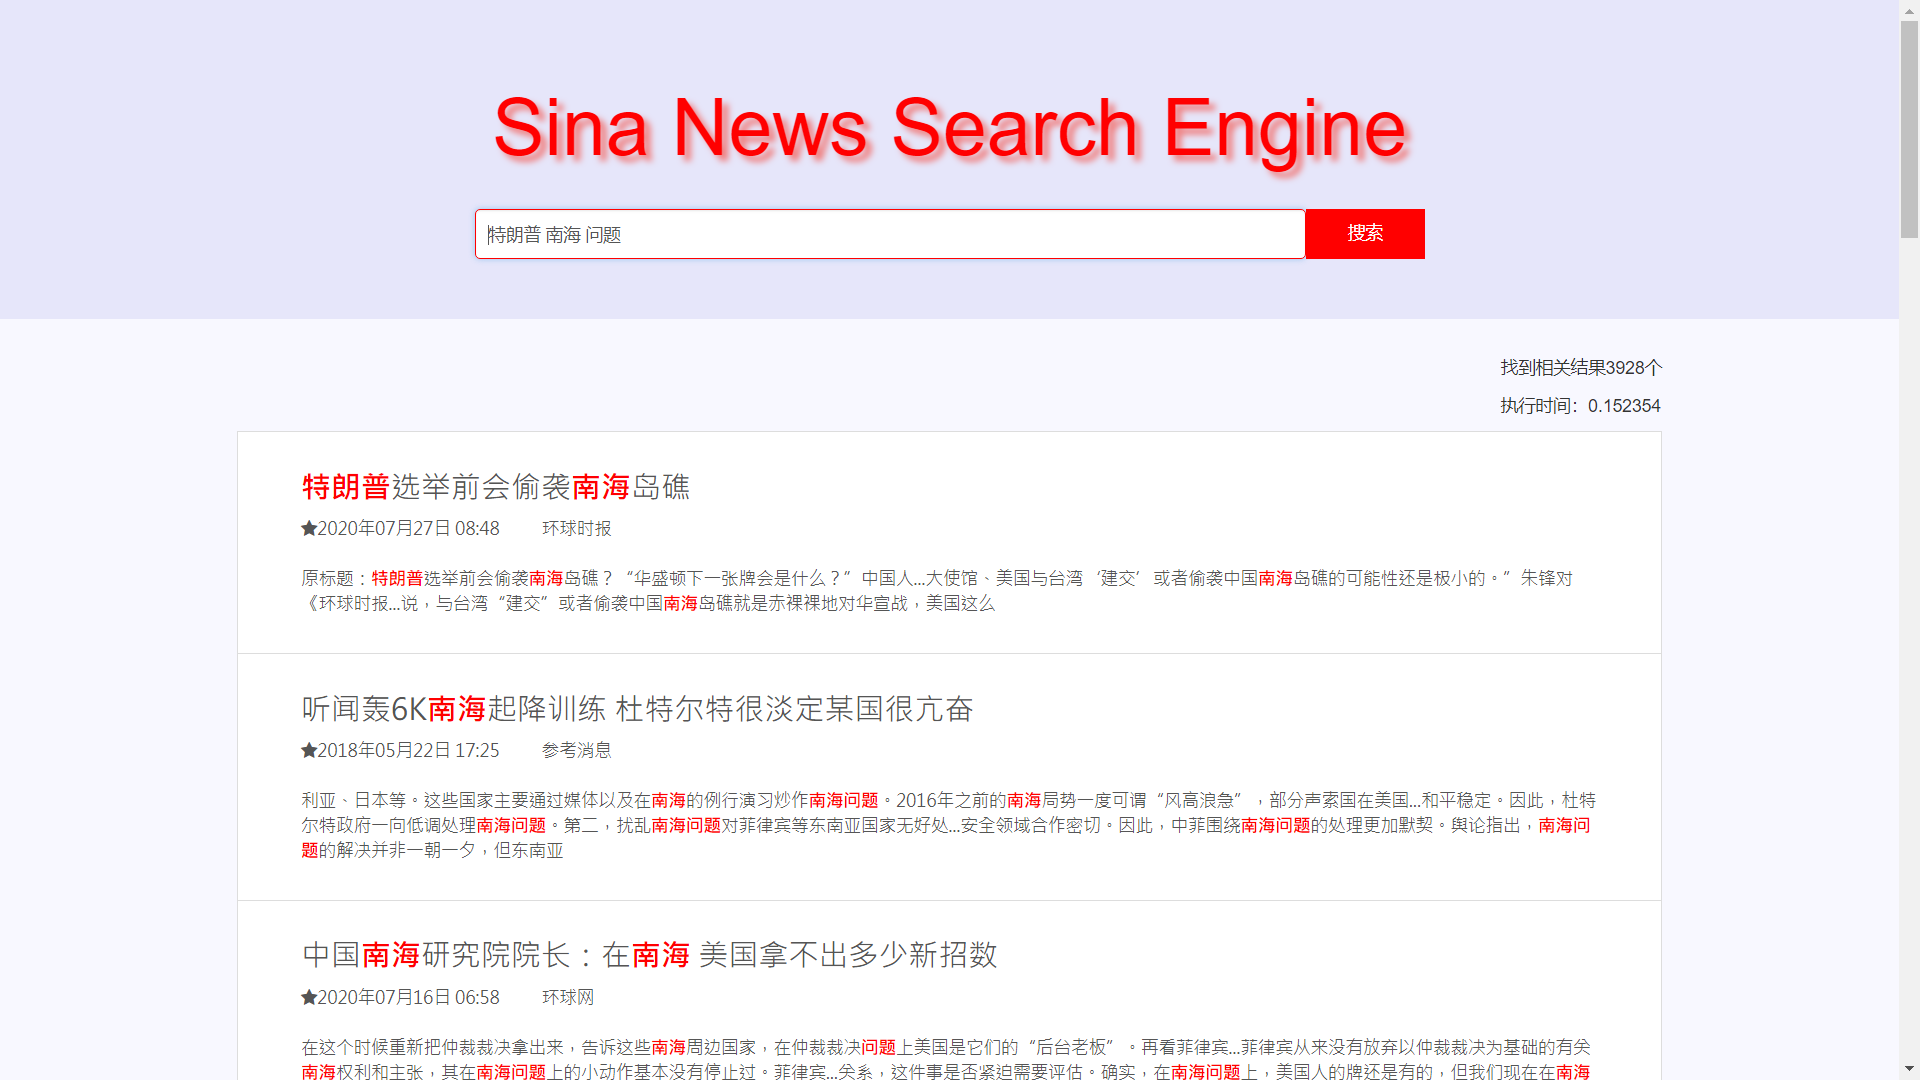 Sina News Search Engine
特朗普 南海 问题
搜索
找到相关结果3928个
执行时间：0.152354
特朗普选举前会偷袭南海岛礁
★2020年07月27日 08:48 环球时报
原标题：特朗普选举前会偷袭南海岛礁？“华盛顿下一张牌会是什么？”中国人...大使馆、美国与台湾‘建交’或者偷袭中国南海岛礁的可能性还是极小的。”朱锋对
《环球时报...说，与台湾“建交”或者偷袭中国南海岛礁就是赤裸裸地对华宣战，美国这么
听闻轰6K南海起降训练 杜特尔特很淡定某国很亢奋
★2018年05月22日 17:25 参考消息
利亚、日本等。这些国家主要通过媒体以及在南海的例行演习炒作南海问题。2016年之前的南海局势一度可谓“风高浪急”，部分声索国在美国...和平稳定。因此，杜特
尔特政府一向低调处理南海问题。第二，扰乱南海问题对菲律宾等东南亚国家无好处...安全领域合作密切。因此，中菲围绕南海问题的处理更加默契。舆论指出，南海问
题的解决并非一朝一夕，但东南亚
中国南海研究院院长：在南海 美国拿不出多少新招数
★2020年07月16日 06:58 环球网
在这个时候重新把仲裁裁决拿出来，告诉这些南海周边国家，在仲裁裁决问题上美国是它们的“后台老板”。再看菲律宾...菲律宾从来没有放弃以仲裁裁决为基础的有关
南海权利和主张，其在南海问题上的小动作基本没有停止过。菲律宾...关系，这件事是否紧迫需要评估。确实，在南海问题上，美国人的牌还是有的，但我们现在在南海